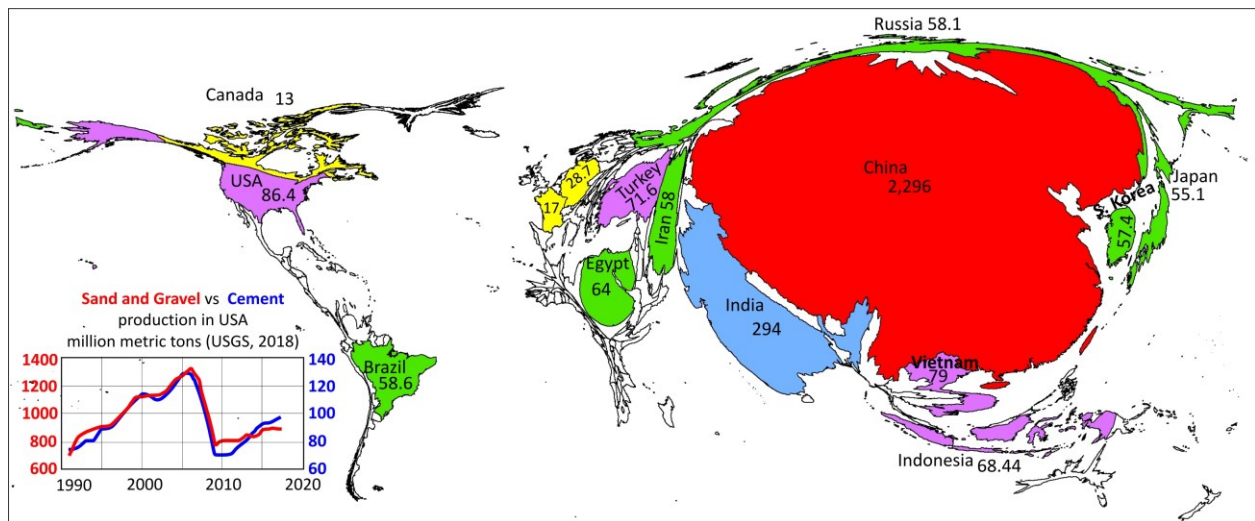 Russia 58.1
Canada 13
USA
86.4
28.7
17
Turkey
71.6
Iran 58
China
2,296
Japan
55.1
S. Korea
57.4
Egypt
64
India
294
Vietnam
79
Indonesia 68.44
Brazil
58.6
Sand and Gravel vs Cement
production in USA
million metric tons (USGS, 2018)
1400 140
1200 120
1000 100
800 80
600 60
1990 2000 2010 2020